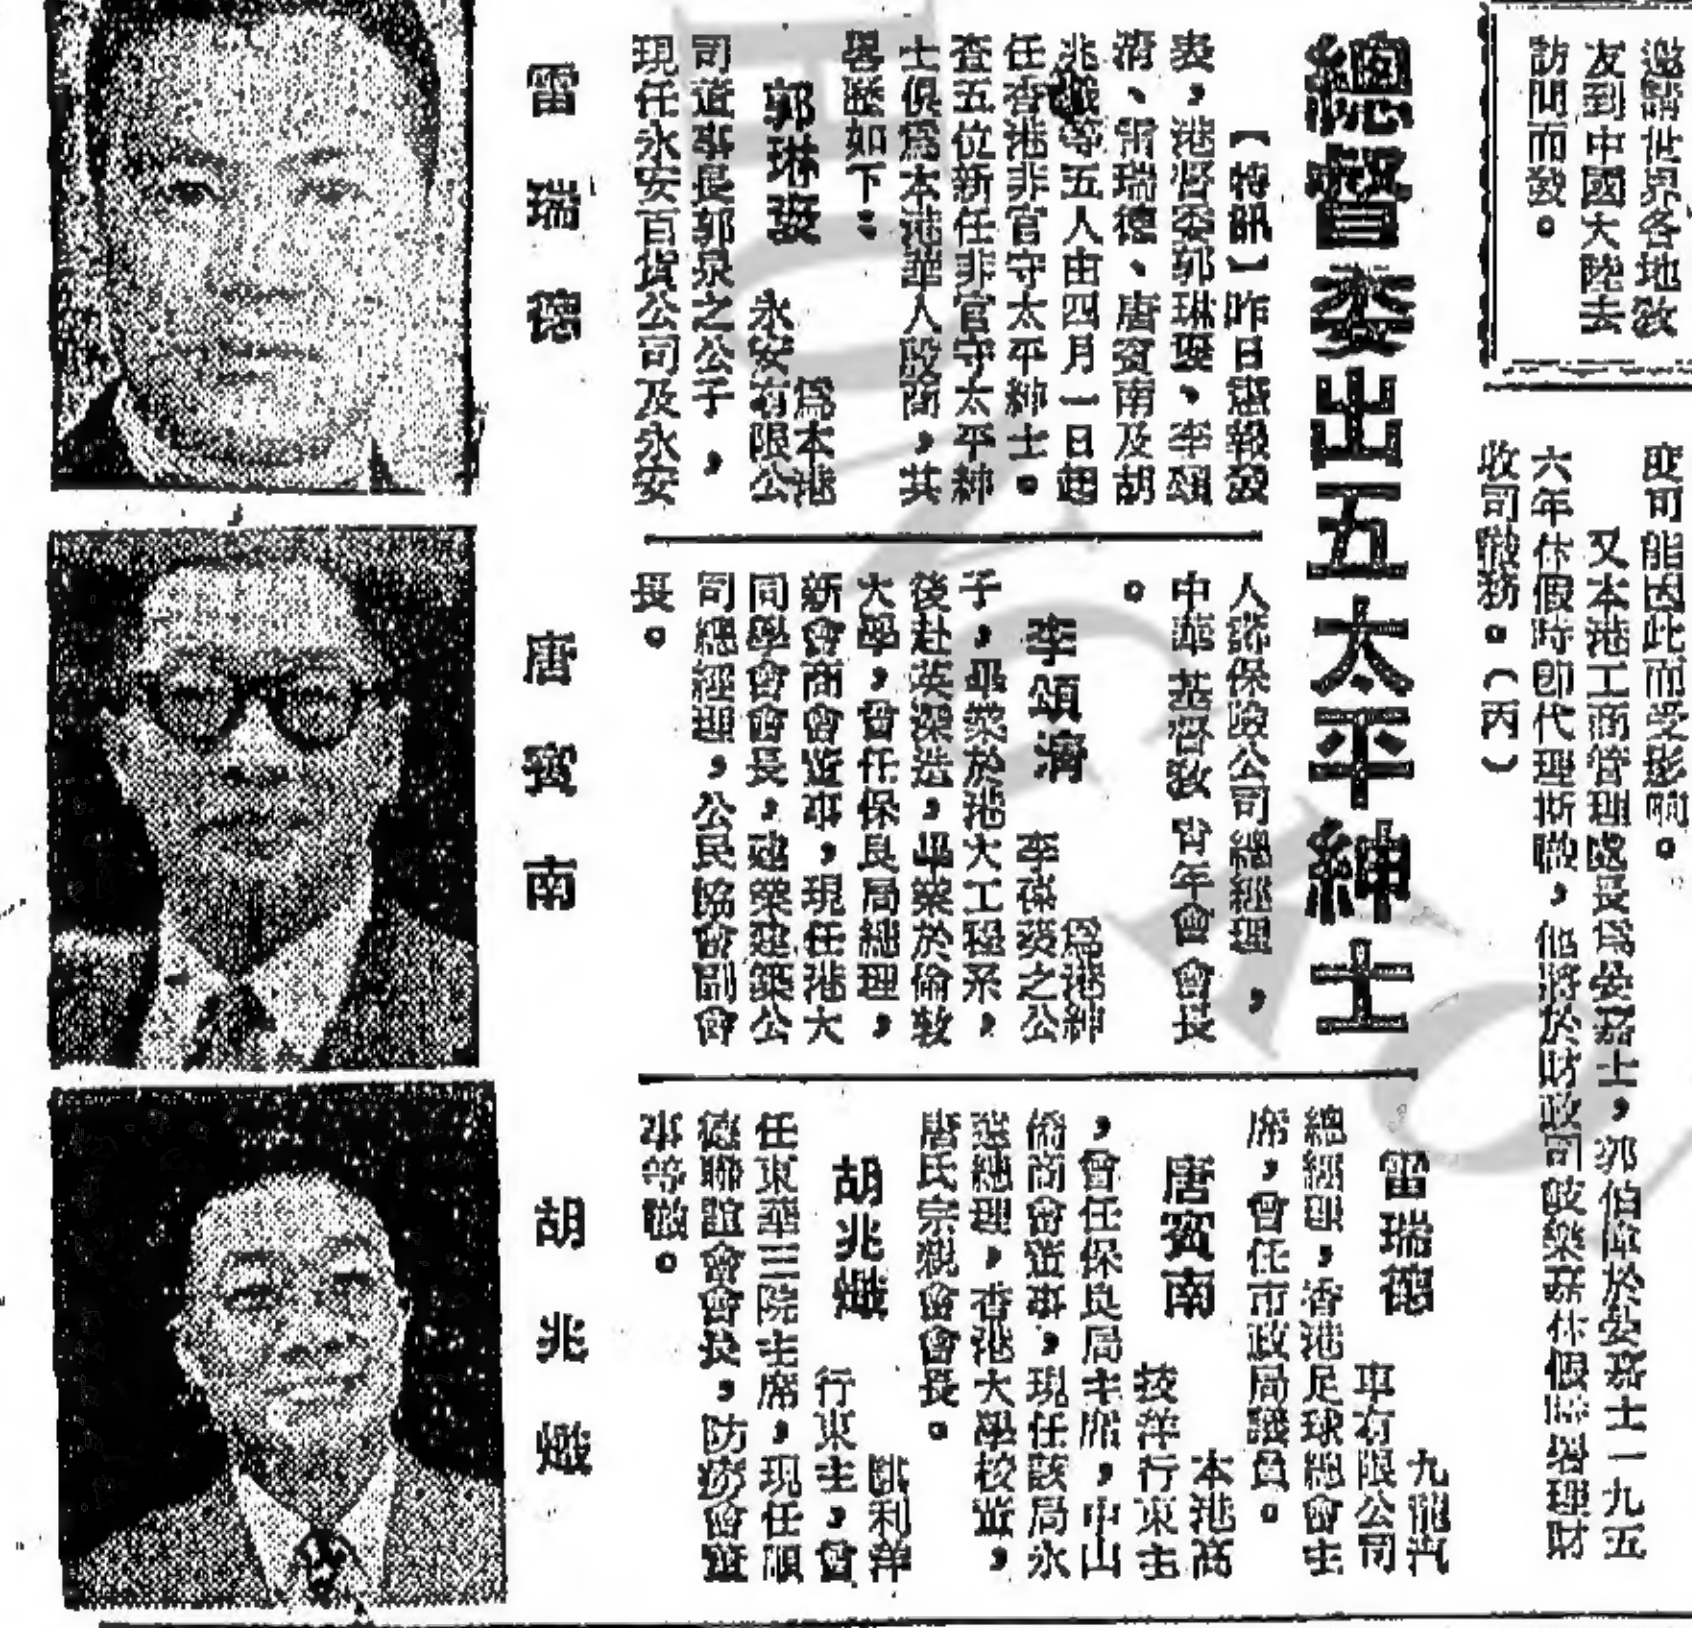 邀請世界各地教
友到中國大陸去
訪問而發。
度可能因此而受影响。
又本港工商管理處長為晏嘉士,郭伯偉於晏嘉士一九五
六年休假時卽代理斯職,他將於財政司岐樂嘉休假時署理財
政司職務。(丙)
總督委出五太平紳士
【特訊】昨日憲報發
表,港督委郭琳珍、李頌
濟、雷瑞德、唐賓南及胡
兆熾等五人由四月一日起
任香港非官守太平紳士。
查五位新任非官守太平紳
士俱為本港華人殷商,其
畧歷如下:
郭琳
為本港
永安有限公
司董事長郭泉之公子,
現任永安百貨公司及永安
人壽保險公司總經理,
中華基督教青年會會長
。
李頌濟
為港紳
李葆葵之公
子,畢業於港大工程系,
後赴英深造,畢業於倫敦
大學,曾任保良局總理,
新會商會董事,現任港大
同學會會長,建業建築公
司總經理,公民協會副會
長。
雷瑞德
九龍汽
車有限公司
總經理,香港足球總會主
席,曾任市政局議員。
唐賓南
本港高
技洋行東主
,曾任保良局主席,中山
僑商會董事,現任該局永
遠總理,香港大學校董,
唐氏宗親會會長。
胡兆熾
利洋
行東主,曾
任東華三院主席,現任順
德聯誼會會長,防癆會董
事等職。
雷瑞德
唐賓南
胡兆熾